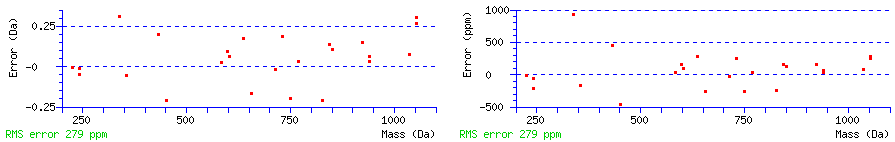 Error (Da)
0.25
-0
-0.25
250
500
750
1000
RMS error 279 ppm
Mass (Da)
Error (ppm)
1000
500
0
-500
250
500
750
1000
RMS error 279 ppm
Mass (Da)